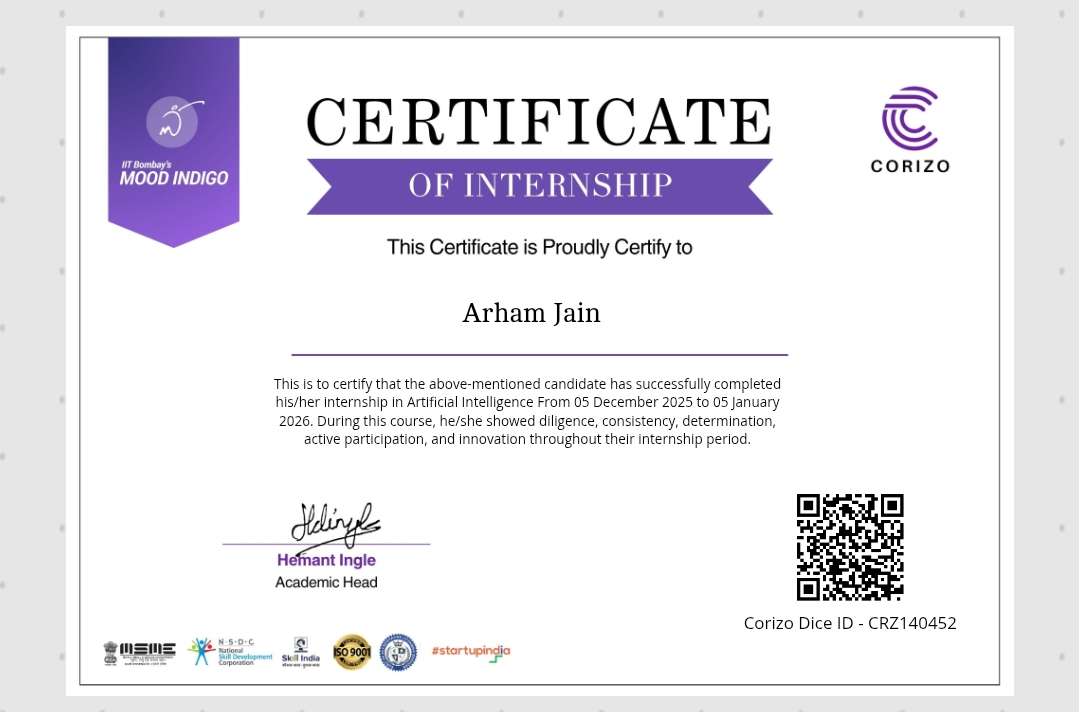 IIT Bombay's
MOOD INDIGO
CERTIFICATE
OF INTERNSHIP
CORIZO
This Certificate is Proudly Certify to
Arham Jain
This is to certify that the above-mentioned candidate has successfully completed
his/her internship in Artificial Intelligence From 05 December 2025 to 05 January
2026. During this course, he/she showed diligence, consistency, determination,
active participation, and innovation throughout their internship period.
Hemant Ingle
Academic Head
Corizo Dice ID - CRZ140452
MSME
N·S·D·C
National
Skill Development
Corporation
Skill India
ISO 9001
#startupindia